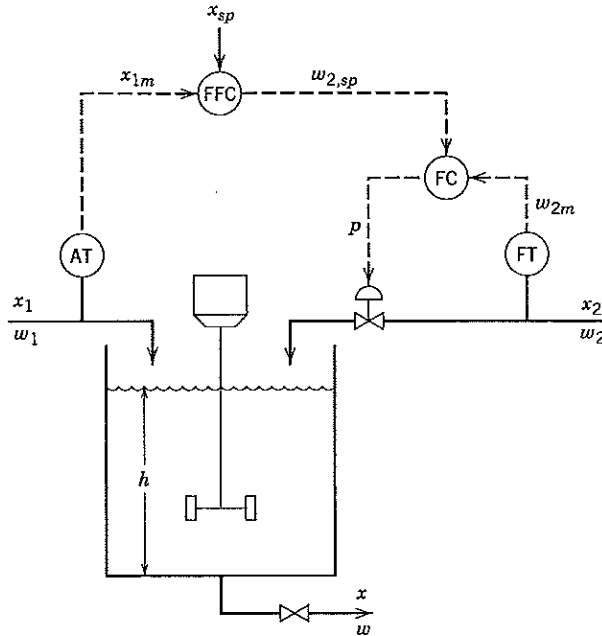 x_sp
x_1m
FFC
w_2,sp
FC
w_2m
p
AT
FT
x_1
w_1
x_2
w_2
h
x
w